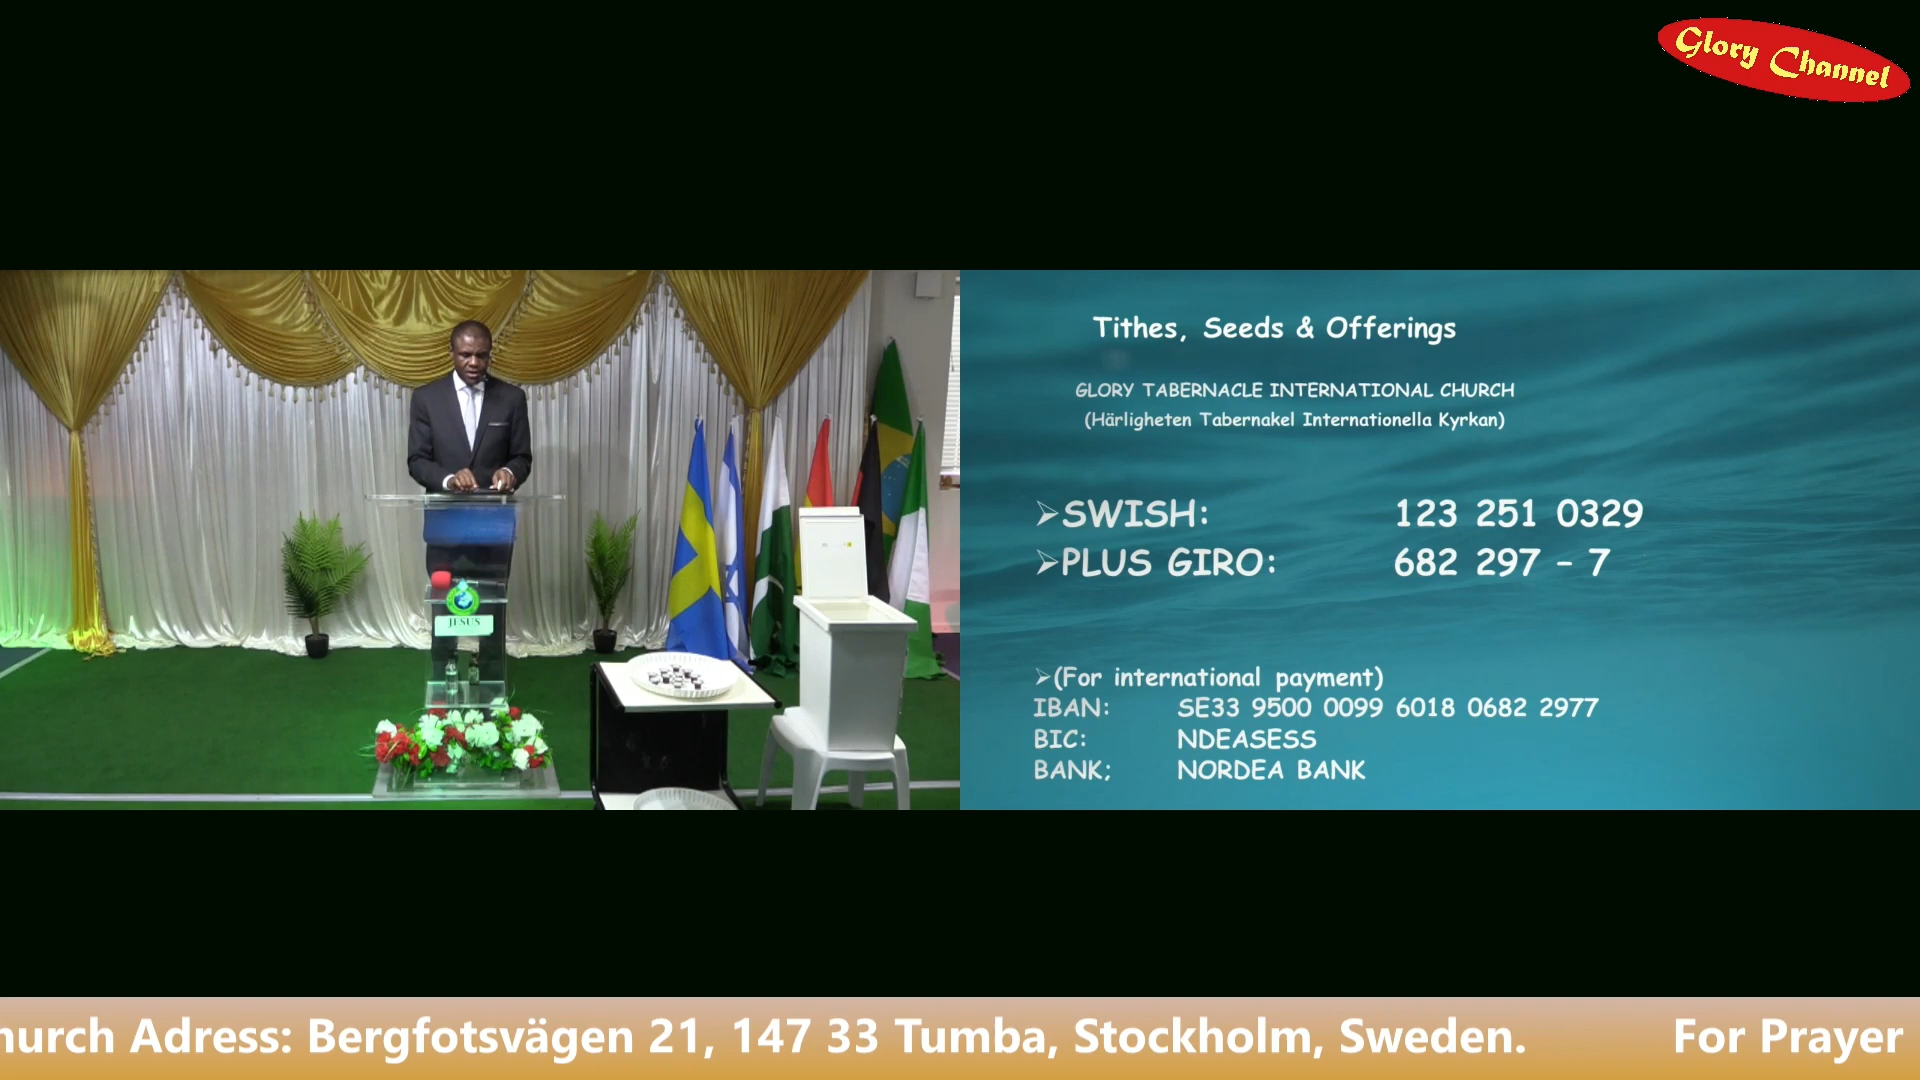 Glory Channel
Tithes, Seeds & Offerings
GLORY TABERNACLE INTERNATIONAL CHURCH
(Härligheten Tabernakel Internationella Kyrkan)
➢SWISH: 123 251 0329
➢PLUS GIRO: 682 297 – 7
➢(For international payment)
IBAN: SE33 9500 0099 6018 0682 2977
BIC: NDEASESS
BANK; NORDEA BANK
JESUS
hurch Adress: Bergfotsvägen 21, 147 33 Tumba, Stockholm, Sweden. For Prayer